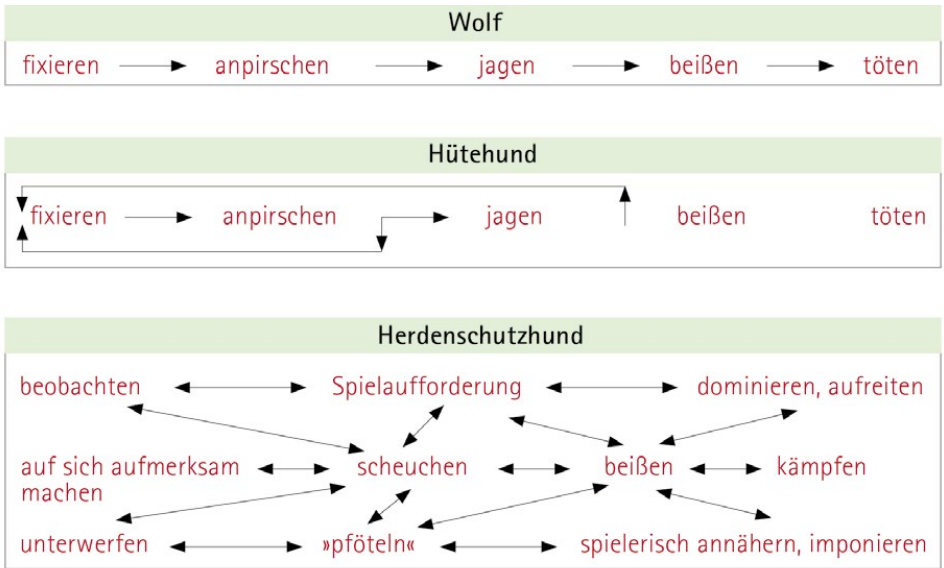 Wolf
fixieren anpirschen jagen beißen töten
Hütehund
fixieren anpirschen jagen beißen töten
Herdenschutzhund
beobachten Spielaufforderung dominieren, aufreiten
auf sich aufmerksam scheuchen beißen kämpfen
machen
unterwerfen »pföteln« spielerisch annähern, imponieren